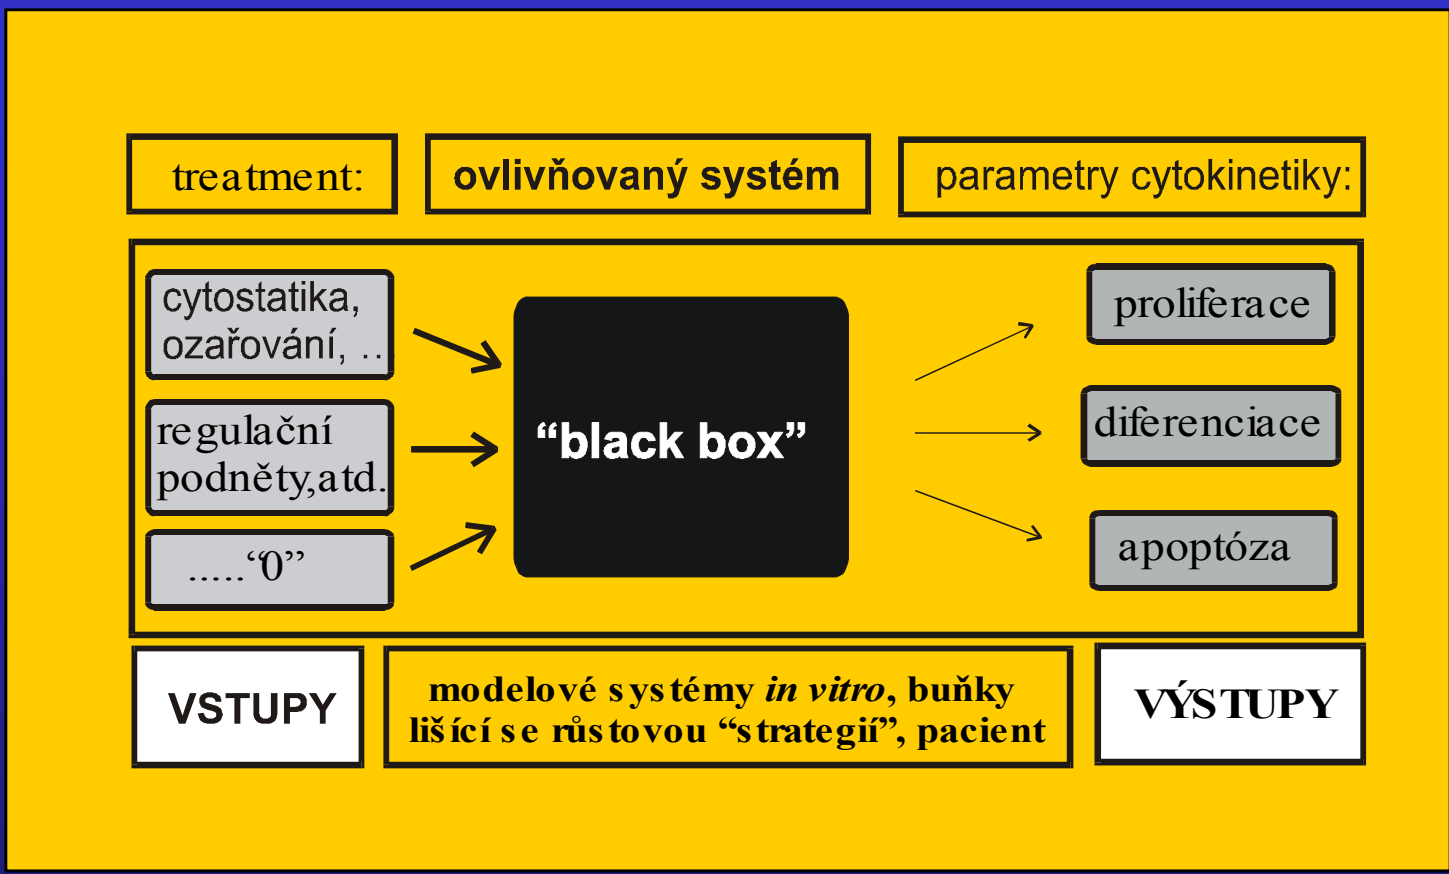 treatment:
ovlivňovaný systém
parametry cytokinetiky:
cytostatika,
ozařování, ..
regulační
podněty,atd.
.....“0”
“black box”
proliferace
diferenciace
apoptóza
VSTUPY
modelové systémy in vitro, buňky
lišící se růstovou “strategií”, pacient
VÝSTUPY